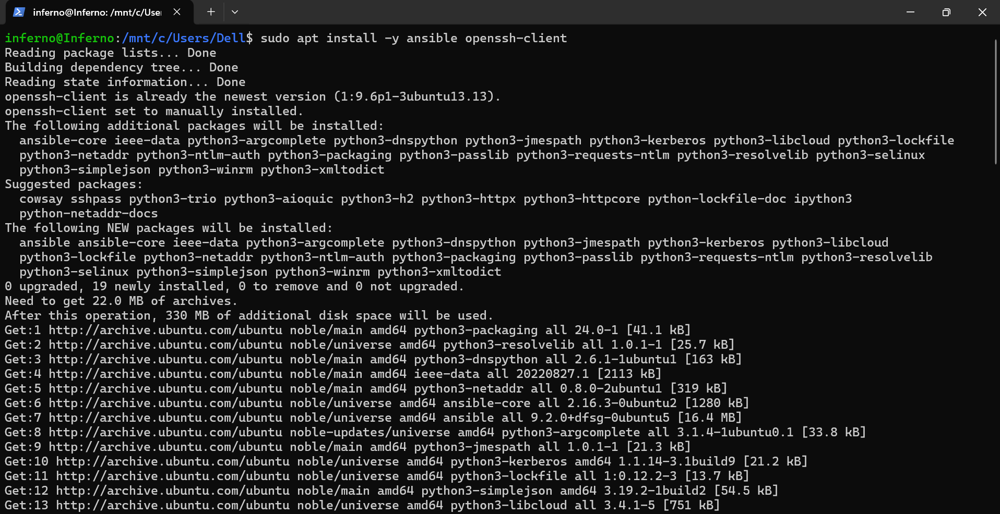 inferno@Inferno: /mnt/c/User
inferno@Inferno:/mnt/c/Users/Dell$ sudo apt install -y ansible openssh-client
Reading package lists... Done
Building dependency tree... Done
Reading state information... Done
openssh-client is already the newest version (1:9.6p1-3ubuntu13.13).
openssh-client set to manually installed.
The following additional packages will be installed:
  ansible-core ieee-data python3-argcomplete python3-dnspython python3-jmespath python3-kerberos python3-libcloud python3-lockfile
  python3-netaddr python3-ntlm-auth python3-packaging python3-passlib python3-requests-ntlm python3-resolvelib python3-selinux
  python3-simplejson python3-winrm python3-xmltodict
Suggested packages:
  cowsay sshpass python3-trio python3-aioquic python3-h2 python3-httpx python3-httpcore python-lockfile-doc ipython3
  python-netaddr-docs
The following NEW packages will be installed:
  ansible ansible-core ieee-data python3-argcomplete python3-dnspython python3-jmespath python3-kerberos python3-libcloud
  python3-lockfile python3-netaddr python3-ntlm-auth python3-packaging python3-passlib python3-requests-ntlm python3-resolvelib
  python3-selinux python3-simplejson python3-winrm python3-xmltodict
0 upgraded, 19 newly installed, 0 to remove and 0 not upgraded.
Need to get 22.0 MB of archives.
After this operation, 330 MB of additional disk space will be used.
Get:1 http://archive.ubuntu.com/ubuntu noble/main amd64 python3-packaging all 24.0-1 [41.1 kB]
Get:2 http://archive.ubuntu.com/ubuntu noble/universe amd64 python3-resolvelib all 1.0.1-1 [25.7 kB]
Get:3 http://archive.ubuntu.com/ubuntu noble/main amd64 python3-dnspython all 2.6.1-1ubuntu1 [163 kB]
Get:4 http://archive.ubuntu.com/ubuntu noble/main amd64 ieee-data all 20220827.1 [2113 kB]
Get:5 http://archive.ubuntu.com/ubuntu noble/main amd64 python3-netaddr all 0.8.0-2ubuntu1 [319 kB]
Get:6 http://archive.ubuntu.com/ubuntu noble/universe amd64 ansible-core all 2.16.3-0ubuntu2 [1280 kB]
Get:7 http://archive.ubuntu.com/ubuntu noble/universe amd64 ansible all 9.2.0+dfsg-0ubuntu5 [16.4 MB]
Get:8 http://archive.ubuntu.com/ubuntu noble-updates/universe amd64 python3-argcomplete all 3.1.4-1ubuntu0.1 [33.8 kB]
Get:9 http://archive.ubuntu.com/ubuntu noble/main amd64 python3-jmespath all 1.0.1-1 [21.3 kB]
Get:10 http://archive.ubuntu.com/ubuntu noble/universe amd64 python3-kerberos amd64 1.1.14-3.1build9 [21.2 kB]
Get:11 http://archive.ubuntu.com/ubuntu noble/universe amd64 python3-lockfile all 1:0.12.2-3 [13.7 kB]
Get:12 http://archive.ubuntu.com/ubuntu noble/main amd64 python3-simplejson amd64 3.19.2-1build2 [54.5 kB]
Get:13 http://archive.ubuntu.com/ubuntu noble/universe amd64 python3-libcloud all 3.4.1-5 [751 kB]